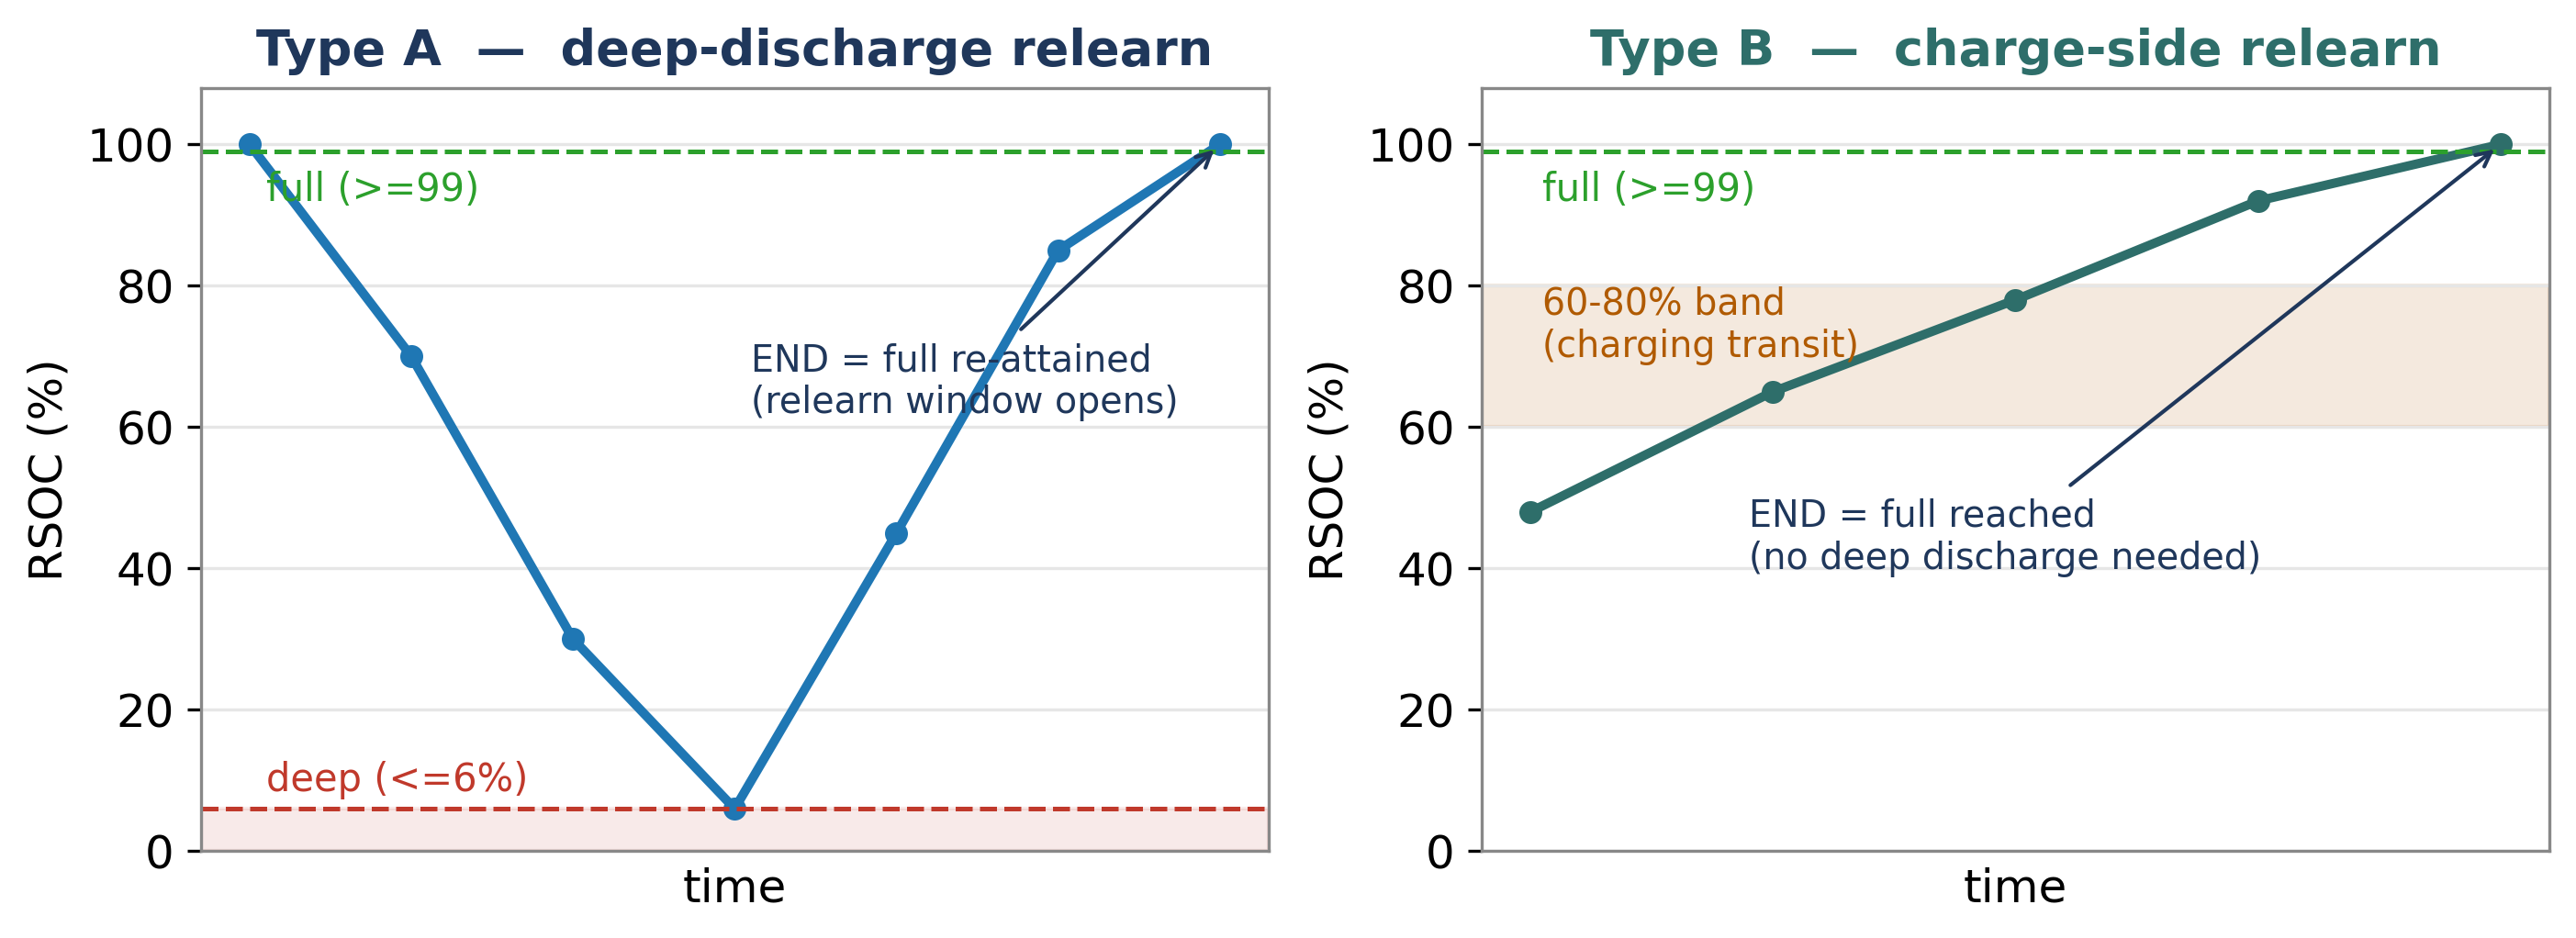 Type A — deep-discharge relearn
RSOC (%)
100
80
60
40
20
0
full (>=99)
END = full re-attained
(relearn window opens)
deep (<=6%)
time
Type B — charge-side relearn
RSOC (%)
100
80
60
40
20
0
full (>=99)
60-80% band
(charging transit)
END = full reached
(no deep discharge needed)
time